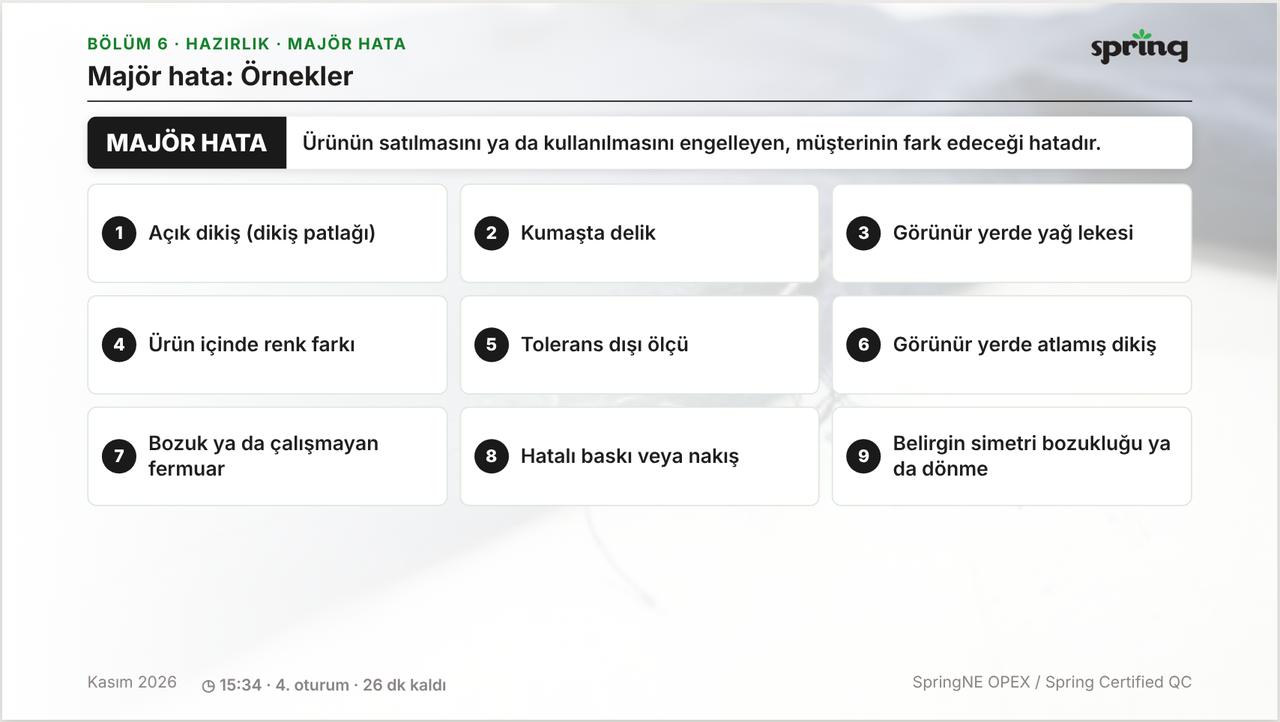 BÖLÜM 6 · HAZIRLIK · MAJÖR HATA
spring
Majör hata: Örnekler
MAJÖR HATA
Ürünün satılmasını ya da kullanılmasını engelleyen, müşterinin fark edeceği hatadır.
1 Açık dikiş (dikiş patlağı)
2 Kumaşta delik
3 Görünür yerde yağ lekesi
4 Ürün içinde renk farkı
5 Tolerans dışı ölçü
6 Görünür yerde atlamış dikiş
7 Bozuk ya da çalışmayan
fermuar
8 Hatalı baskı veya nakış
9 Belirgin simetri bozukluğu ya
da dönme
Kasım 2026
◷ 15:34 · 4. oturum · 26 dk kaldı
SpringNE OPEX / Spring Certified QC